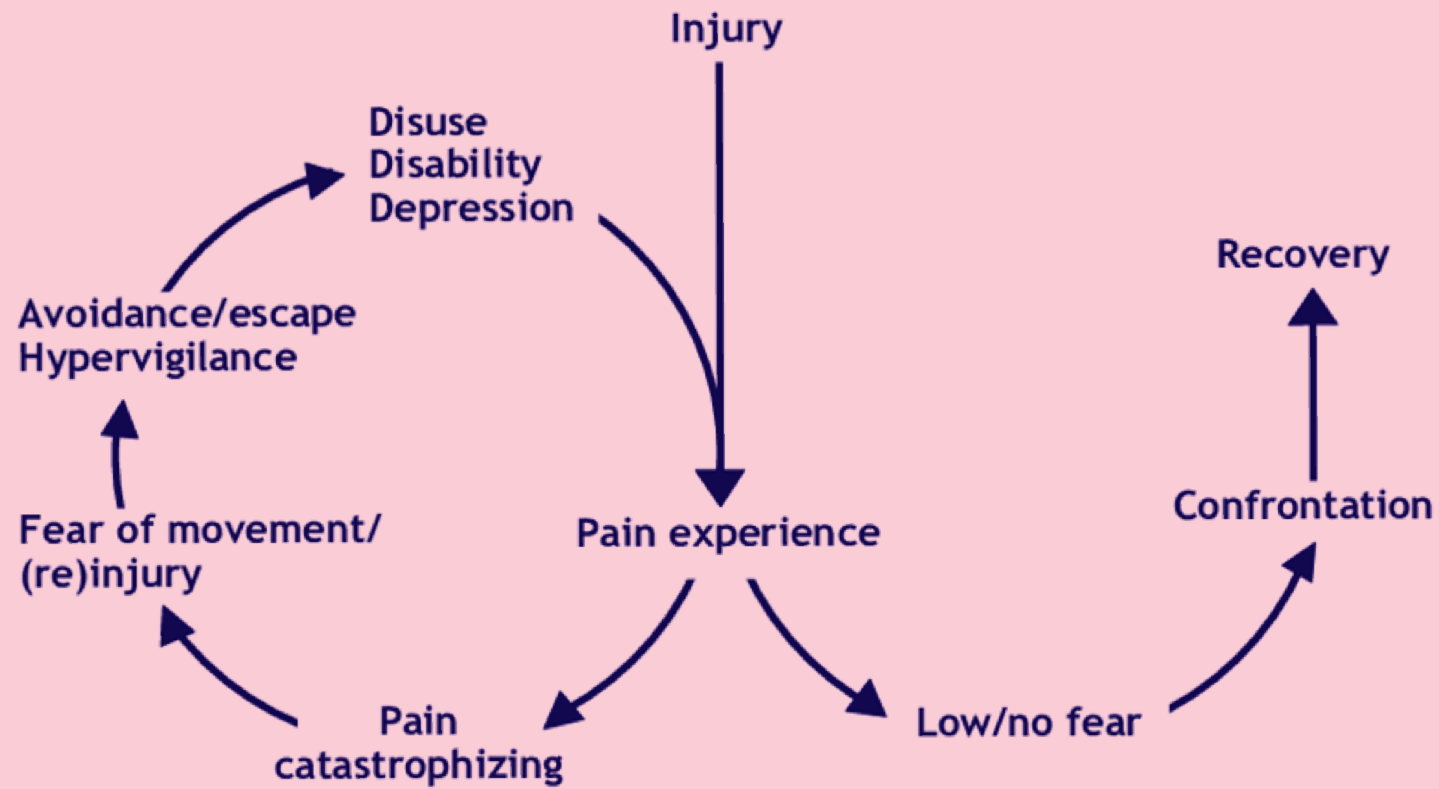 Injury
Disuse
Disability
Depression
Recovery
Avoidance/escape
Hypervigilance
Confrontation
Fear of movement/
(re)injury
Pain experience
Pain
catastrophizing
Low/no fear